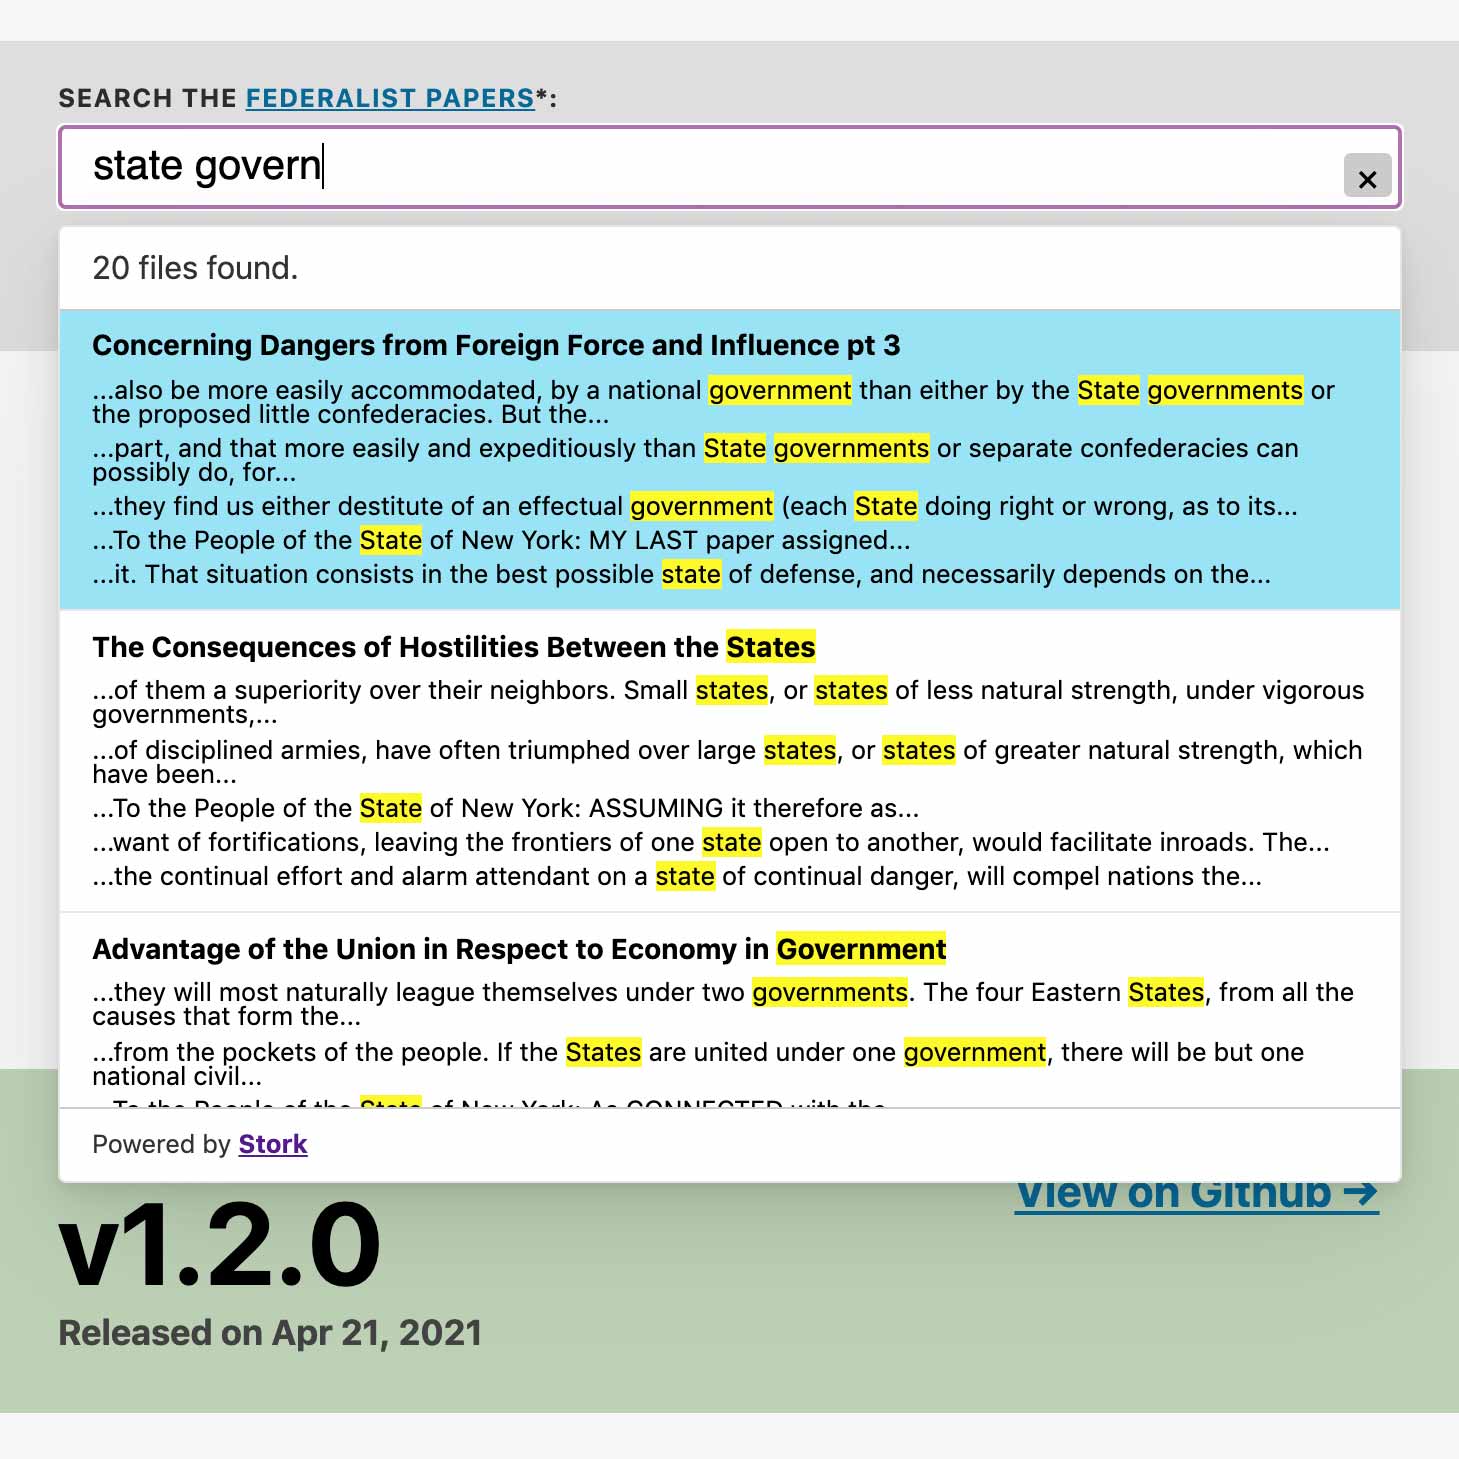 SEARCH THE FEDERALIST PAPERS*:
state govern
×
20 files found.
Concerning Dangers from Foreign Force and Influence pt 3
...also be more easily accommodated, by a national government than either by the State governments or
the proposed little confederacies. But the...
...part, and that more easily and expeditiously than State governments or separate confederacies can
possibly do, for...
...they find us either destitute of an effectual government (each State doing right or wrong, as to its...
...To the People of the State of New York: MY LAST paper assigned...
...it. That situation consists in the best possible state of defense, and necessarily depends on the...
The Consequences of Hostilities Between the States
...of them a superiority over their neighbors. Small states, or states of less natural strength, under vigorous
governments,...
...of disciplined armies, have often triumphed over large states, or states of greater natural strength, which
have been...
...To the People of the State of New York: ASSUMING it therefore as...
...want of fortifications, leaving the frontiers of one state open to another, would facilitate inroads. The...
...the continual effort and alarm attendant on a state of continual danger, will compel nations the...
Advantage of the Union in Respect to Economy in Government
...they will most naturally league themselves under two governments. The four Eastern States, from all the
causes that form the...
...from the pockets of the people. If the States are united under one government, there will be but one
national civil...
...To the People of the State of New York: As CONNECTED with the...
Powered by Stork
View on Github →
v1.2.0
Released on Apr 21, 2021